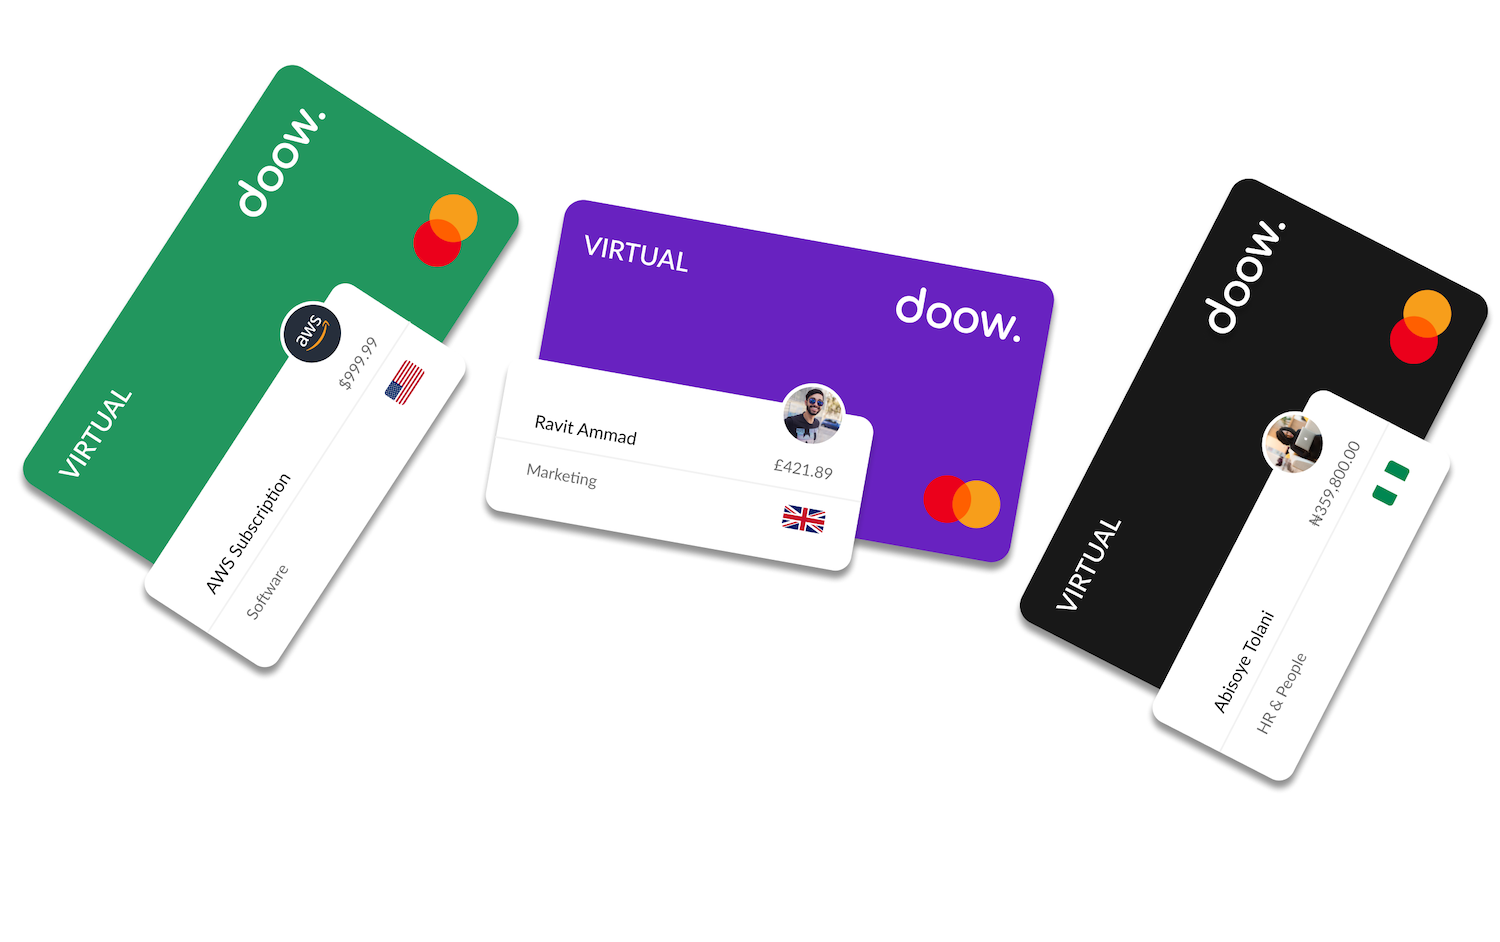 doow.
VIRTUAL
aws
$999.99
AWS Subscription
Software
VIRTUAL
doow.
Ravit Ammad
£421.89
Marketing
doow.
VIRTUAL
₦359,800.00
Abisoye Tolani
HR & People